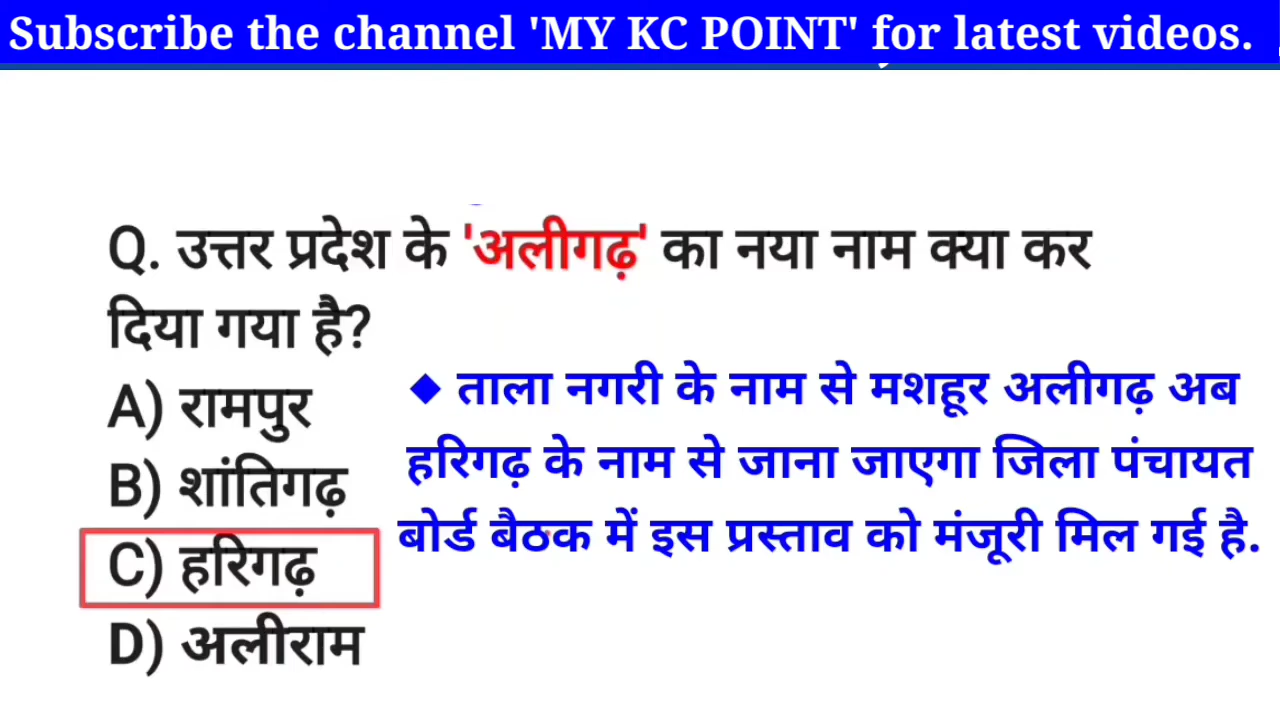 Subscribe the channel 'MY KC POINT' for latest videos.
Q. उत्तर प्रदेश के 'अलीगढ़' का नया नाम क्या कर
दिया गया है?
A) रामपुर
B) शांतिगढ़
C) हरिगढ़
D) अलीराम
◆ ताला नगरी के नाम से मशहूर अलीगढ़ अब
हरिगढ़ के नाम से जाना जाएगा जिला पंचायत
बोर्ड बैठक में इस प्रस्ताव को मंजूरी मिल गई है.